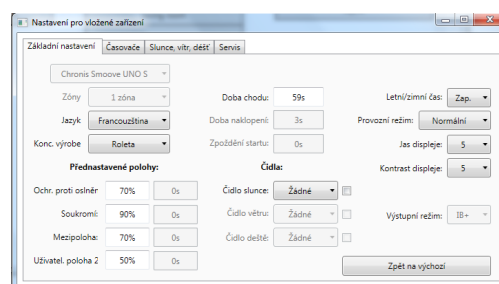 Nastavení pro vložené zařízení
Základní nastavení Časovače Slunce, vítr, déšť Servis
Chronis Smoove UNO S
Zóny 1 zóna Doba chodu: 59s Letní/zimní čas: Zap.
Jazyk Francouzština Doba naklopení: 3s Provozní režim: Normální
Konc. výrobe Roleta Zpoždění startu: 0s Jas displeje: 5
Přednastavené polohy: Čidla: Kontrast displeje: 5
Ochr. proti oslněr 70% 0s Čidlo slunce: Žádné
Soukromí: 90% 0s Čidlo větru: Žádné Výstupní režim: IB+
Mezipoloha: 70% 0s Čidlo deště: Žádné
Uživatel. poloha 2 50% 0s Zpět na výchozí